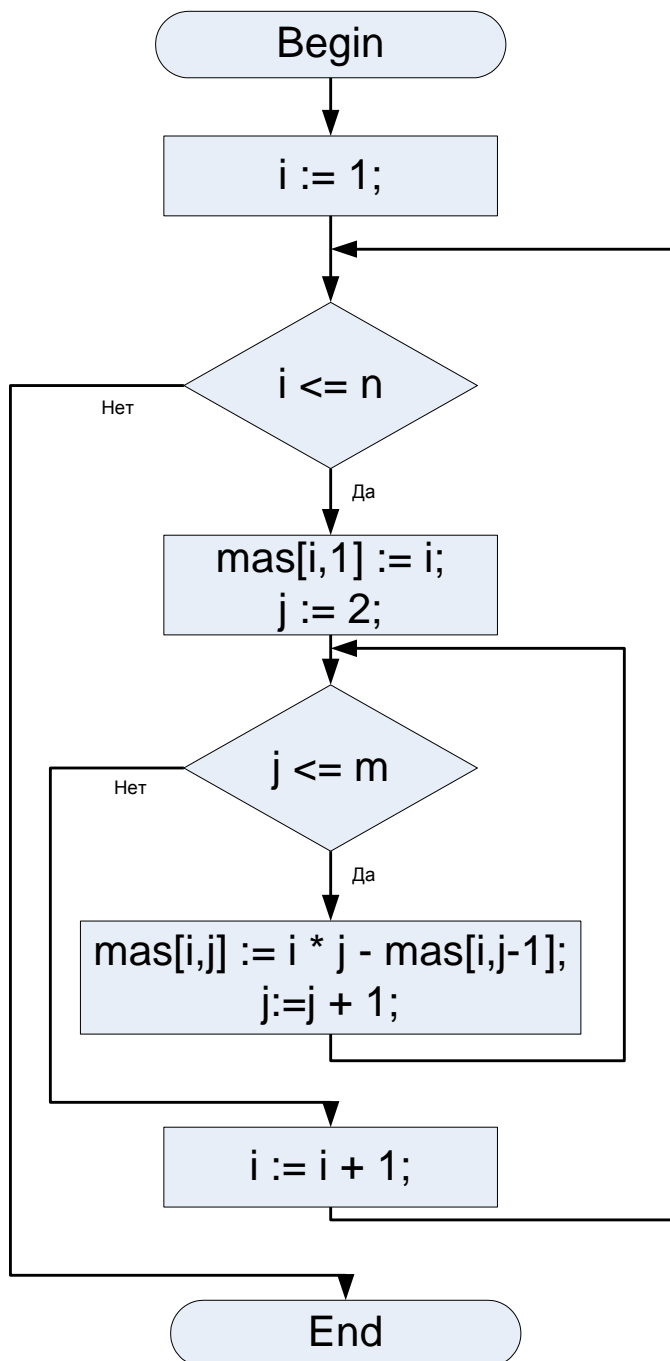 Begin
i := 1;
i <= n
Нет
Да
mas[i,1] := i;
j := 2;
j <= m
Нет
Да
mas[i,j] := i * j - mas[i,j-1];
j:=j + 1;
i := i + 1;
End